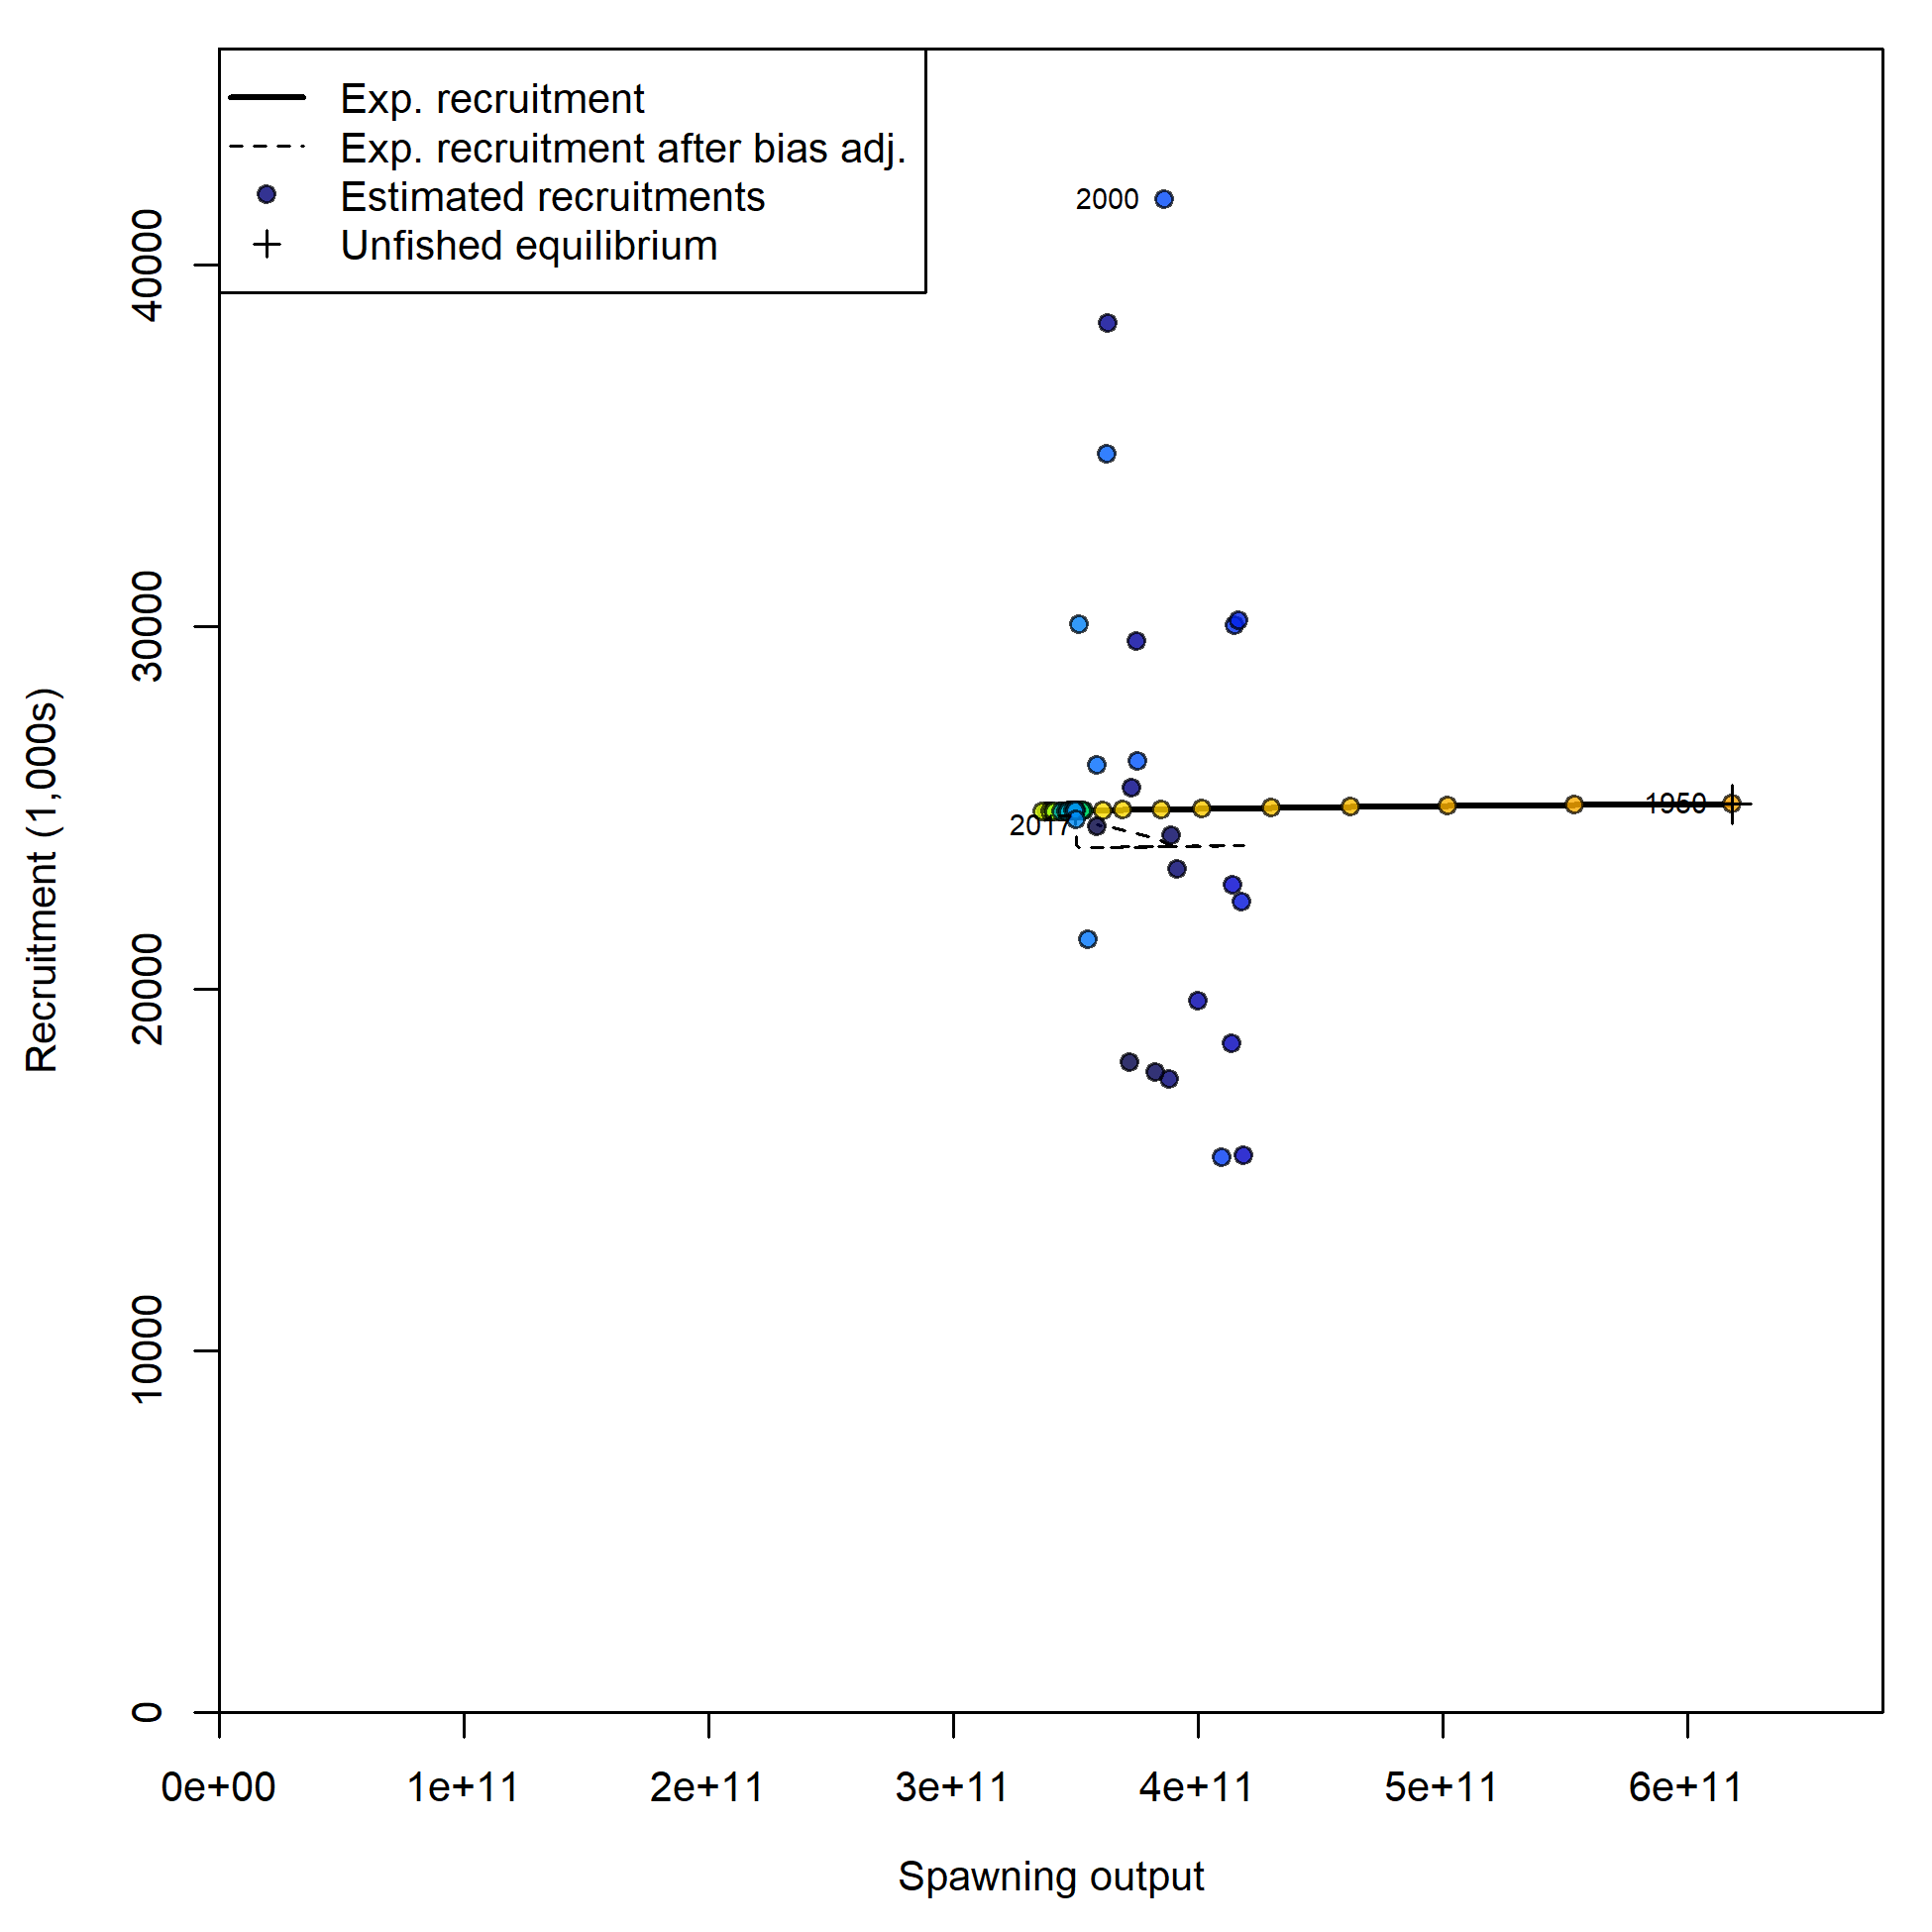 Exp. recruitment
Exp. recruitment after bias adj.
Estimated recruitments
Unfished equilibrium
2000
1950
2017
Recruitment (1,000s)
40000
30000
20000
10000
0
0e+00 1e+11 2e+11 3e+11 4e+11 5e+11 6e+11
Spawning output